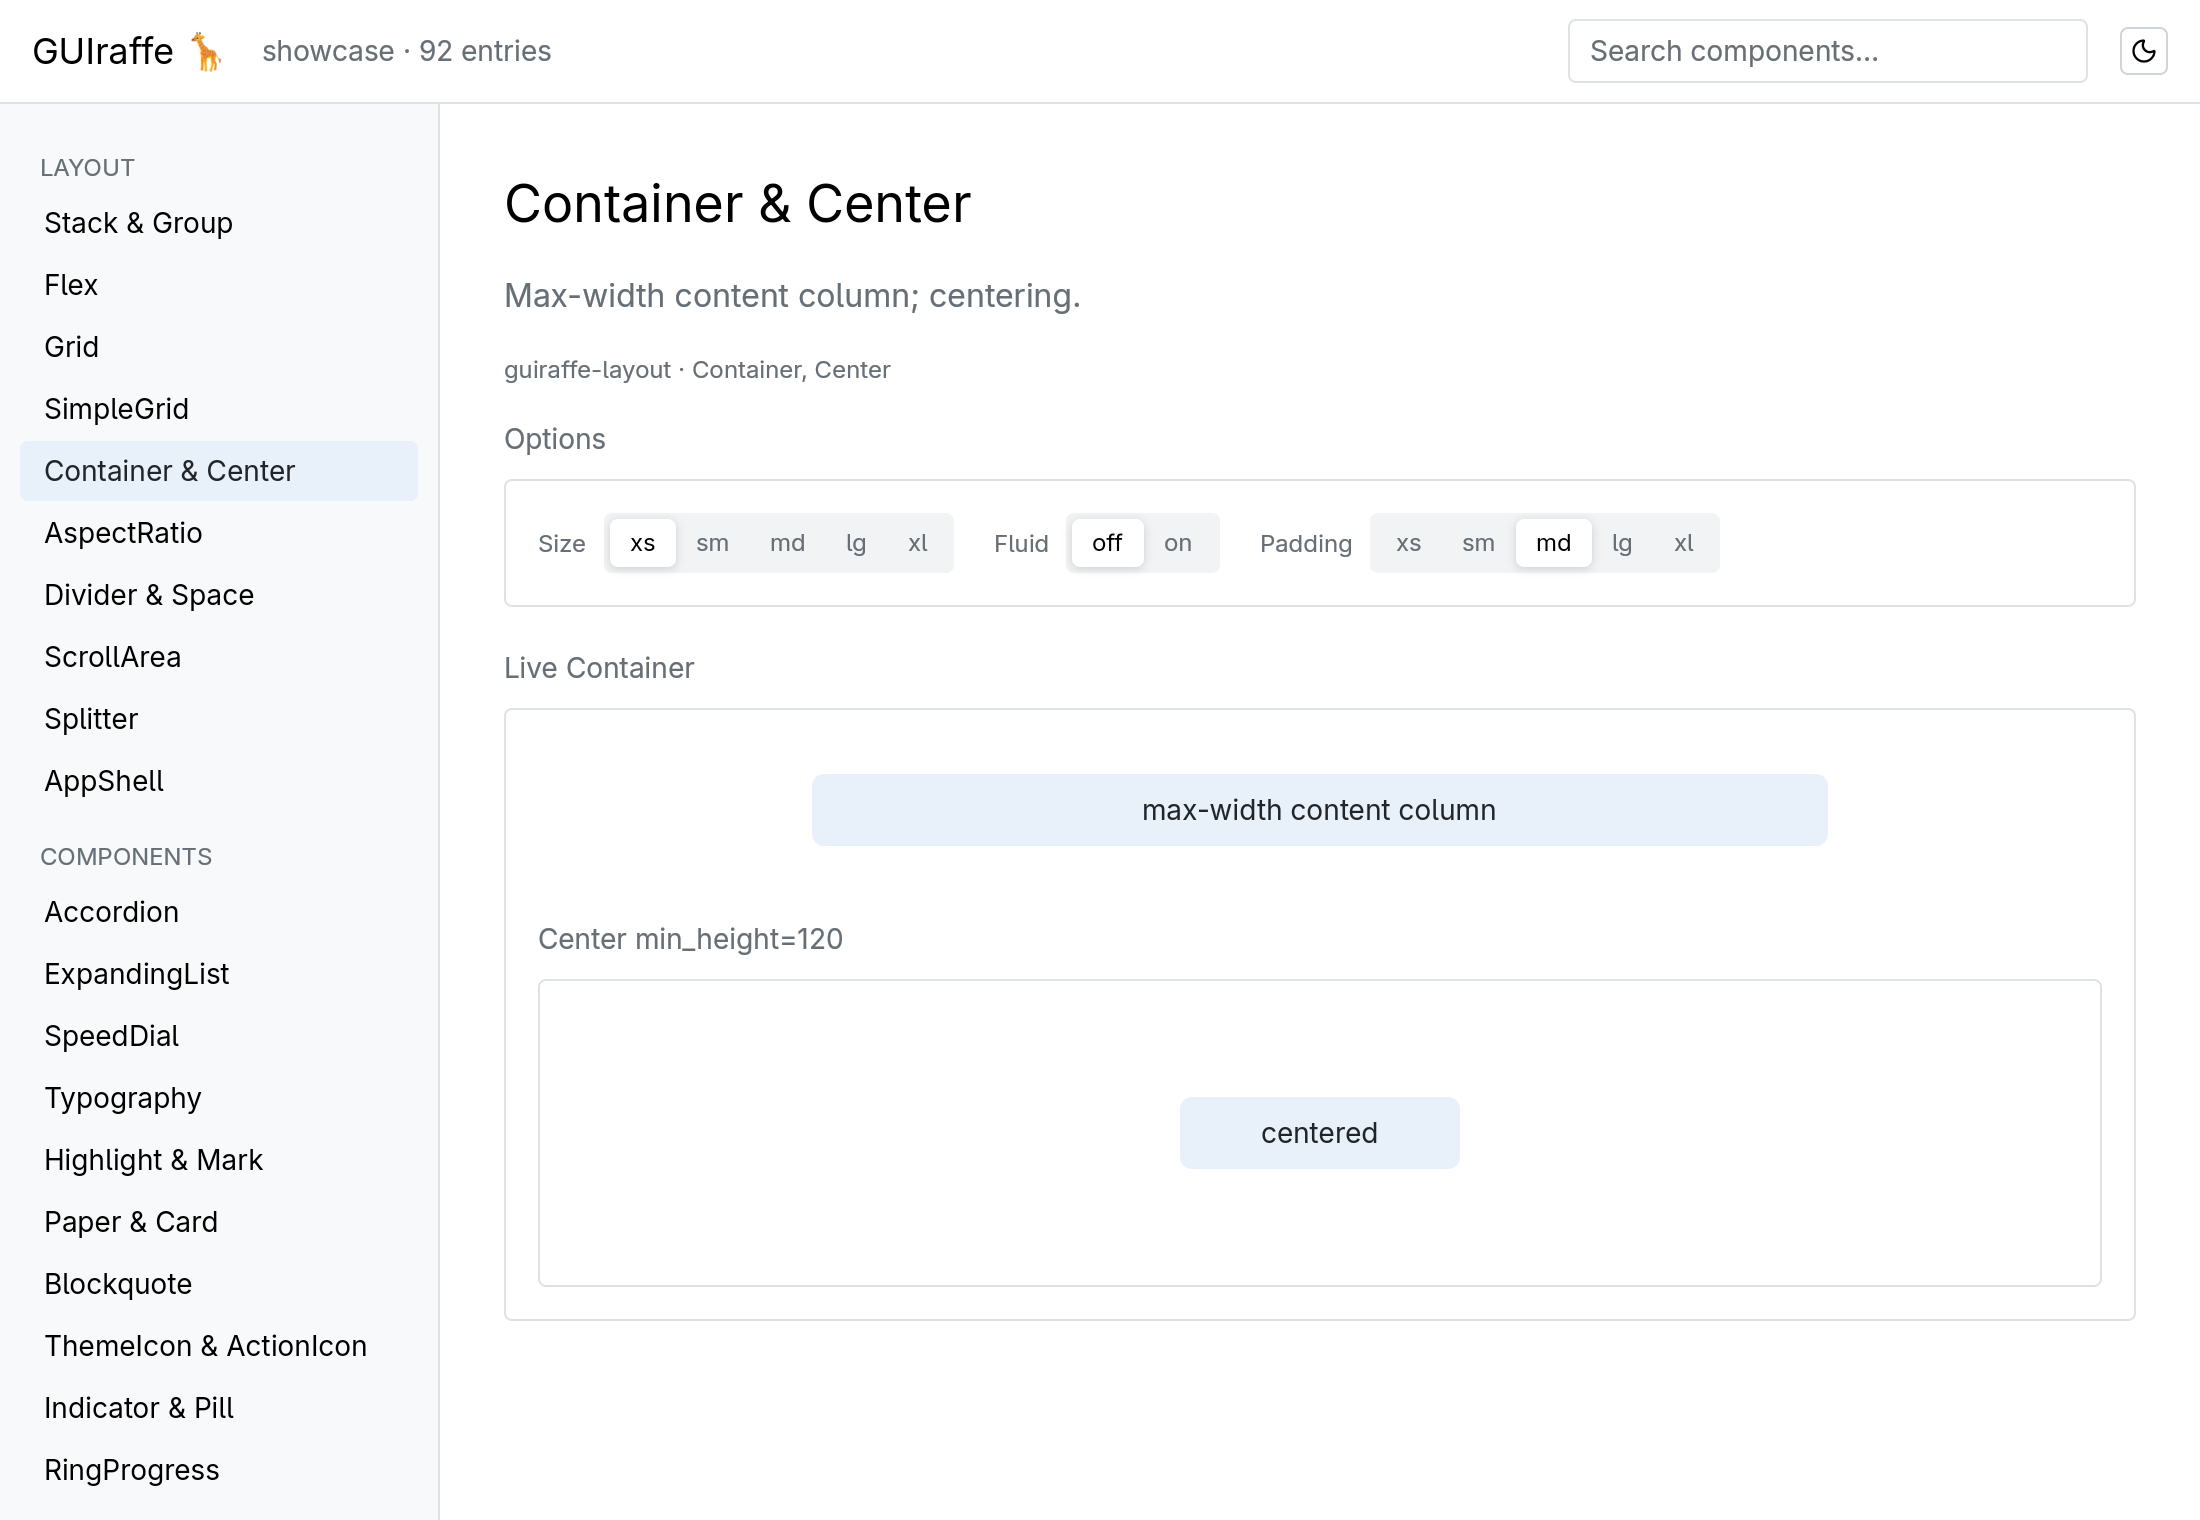 GUIraffe 🦒 showcase · 92 entries
Search components...
LAYOUT
Stack & Group
Flex
Grid
SimpleGrid
Container & Center
AspectRatio
Divider & Space
ScrollArea
Splitter
AppShell
COMPONENTS
Accordion
ExpandingList
SpeedDial
Typography
Highlight & Mark
Paper & Card
Blockquote
ThemeIcon & ActionIcon
Indicator & Pill
RingProgress
Container & Center
Max-width content column; centering.
guiraffe-layout · Container, Center
Options
Size xs sm md lg xl Fluid off on Padding xs sm md lg xl
Live Container
max-width content column
Center min_height=120
centered